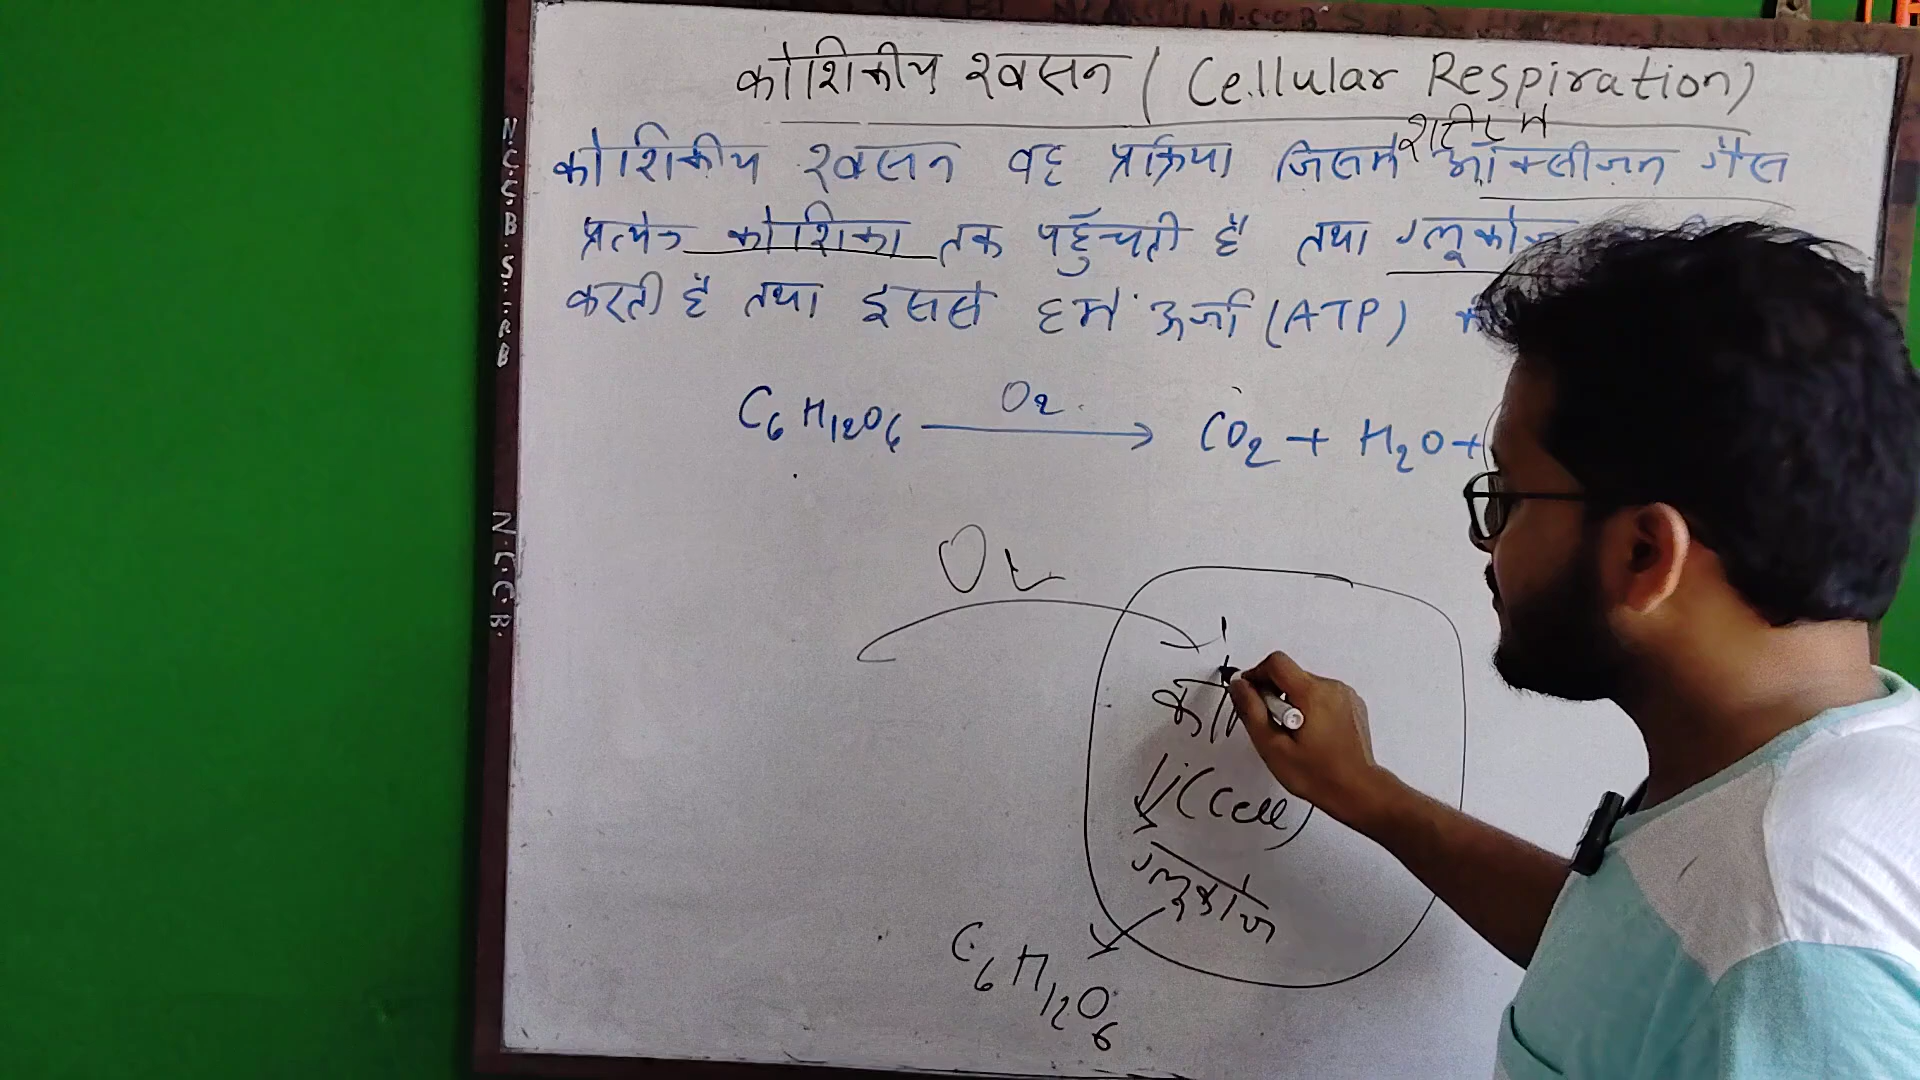 कोशिकीय श्वसन ( Cellular Respiration)
शरीर में
कोशिकीय श्वसन वह प्रक्रिया जिसमें ऑक्सीजन गैस
प्रत्येक कोशिका तक पहुँचती है तथा ग्लूकोज
करती है तथा इससे हमें ऊर्जा (ATP)
C₆H₁₂O₆ —O₂→ CO₂ + H₂O +
O₂
(Cell)
ग्लूकोज
C₆H₁₂O₆
N.C.C.B.S.I.R.B
N.C.C.B.